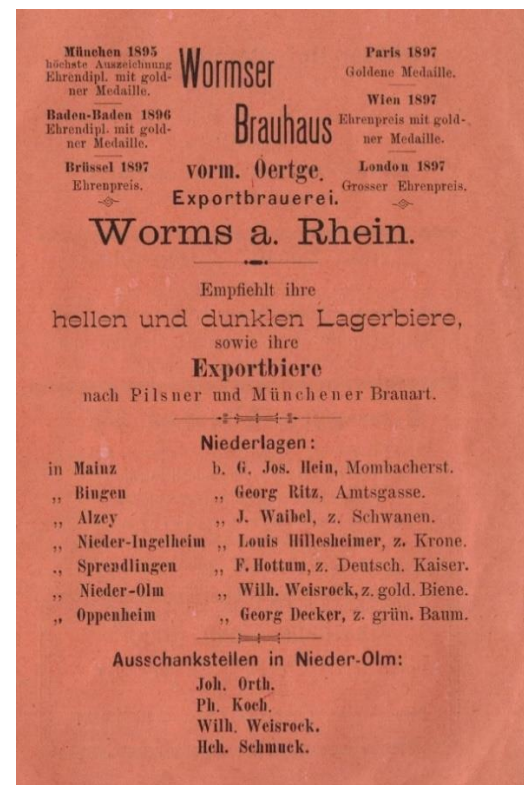 München 1895
höchste Auszeichnung
Ehrendipl. mit gold-
ner Medaille.
Baden-Baden 1896
Ehrendipl. mit gold-
ner Medaille.
Brüssel 1897
Ehrenpreis.
Wormser
Brauhaus
vorm. Oertge.
Exportbrauerei.
Paris 1897
Goldene Medaille.
Wien 1897
Ehrenpreis mit gold-
ner Medaille.
London 1897
Grosser Ehrenpreis.
Worms a. Rhein.
Empfiehlt ihre
hellen und dunklen Lagerbiere,
sowie ihre
Exportbiere
nach Pilsner und Münchener Brauart.
Niederlagen:
in Mainz b. G. Jos. Hein, Mombacherst.
„ Bingen „ Georg Ritz, Amtsgasse.
„ Alzey „ J. Waibel, z. Schwanen.
„ Nieder-Ingelheim „ Louis Hillesheimer, z. Krone.
„ Sprendlingen „ F. Hottum, z. Deutsch. Kaiser.
„ Nieder-Olm „ Wilh. Weisrock, z. gold. Biene.
„ Oppenheim „ Georg Decker, z. grün. Baum.
Ausschankstellen in Nieder-Olm:
Joh. Orth.
Ph. Koch.
Wilh. Weisrock.
Hch. Schmuck.